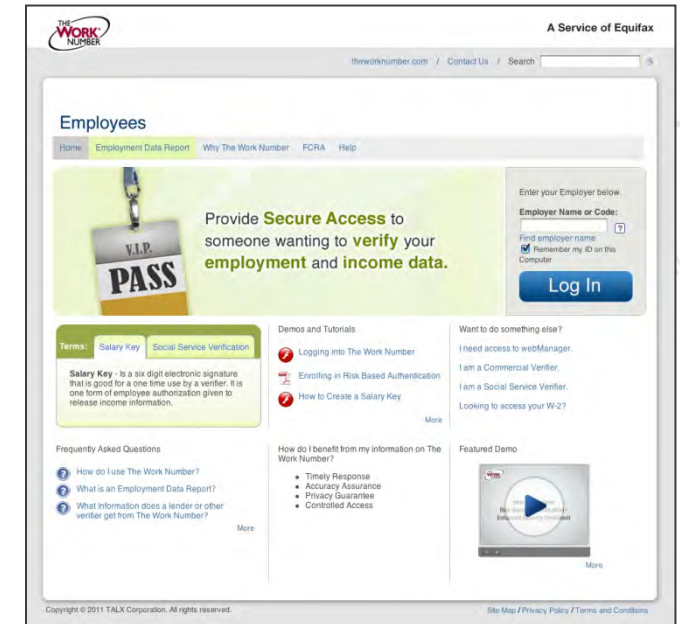 THE
WORK
NUMBER
A Service of Equifax
theworknumber.com / Contact Us / Search
Employees
Home Employment Data Report Why The Work Number FCRA Help
V.I.P.
PASS
Provide Secure Access to
someone wanting to verify your
employment and income data.
Enter your Employer below.
Employer Name or Code:
?
Find employer name
Remember my ID on this
Computer
Log In
Terms: Salary Key Social Service Verification
Salary Key - Is a six digit electronic signature
that is good for a one time use by a verifier. It is
one form of employee authorization given to
release income information.
Demos and Tutorials
Logging into The Work Number
Enrolling in Risk Based Authentication
How to Create a Salary Key
More
Want to do something else?
I need access to webManager.
I am a Commercial Verifier.
I am a Social Service Verifier.
Looking to access your W-2?
Frequently Asked Questions
? How do I use The Work Number?
? What is an Employment Data Report?
? What information does a lender or other
verifier get from The Work Number?
More
How do I benefit from my information on The
Work Number?
• Timely Response
• Accuracy Assurance
• Privacy Guarantee
• Controlled Access
Featured Demo
WORK
More
Copyright © 2011 TALX Corporation. All rights reserved.
Site Map / Privacy Policy / Terms and Conditions